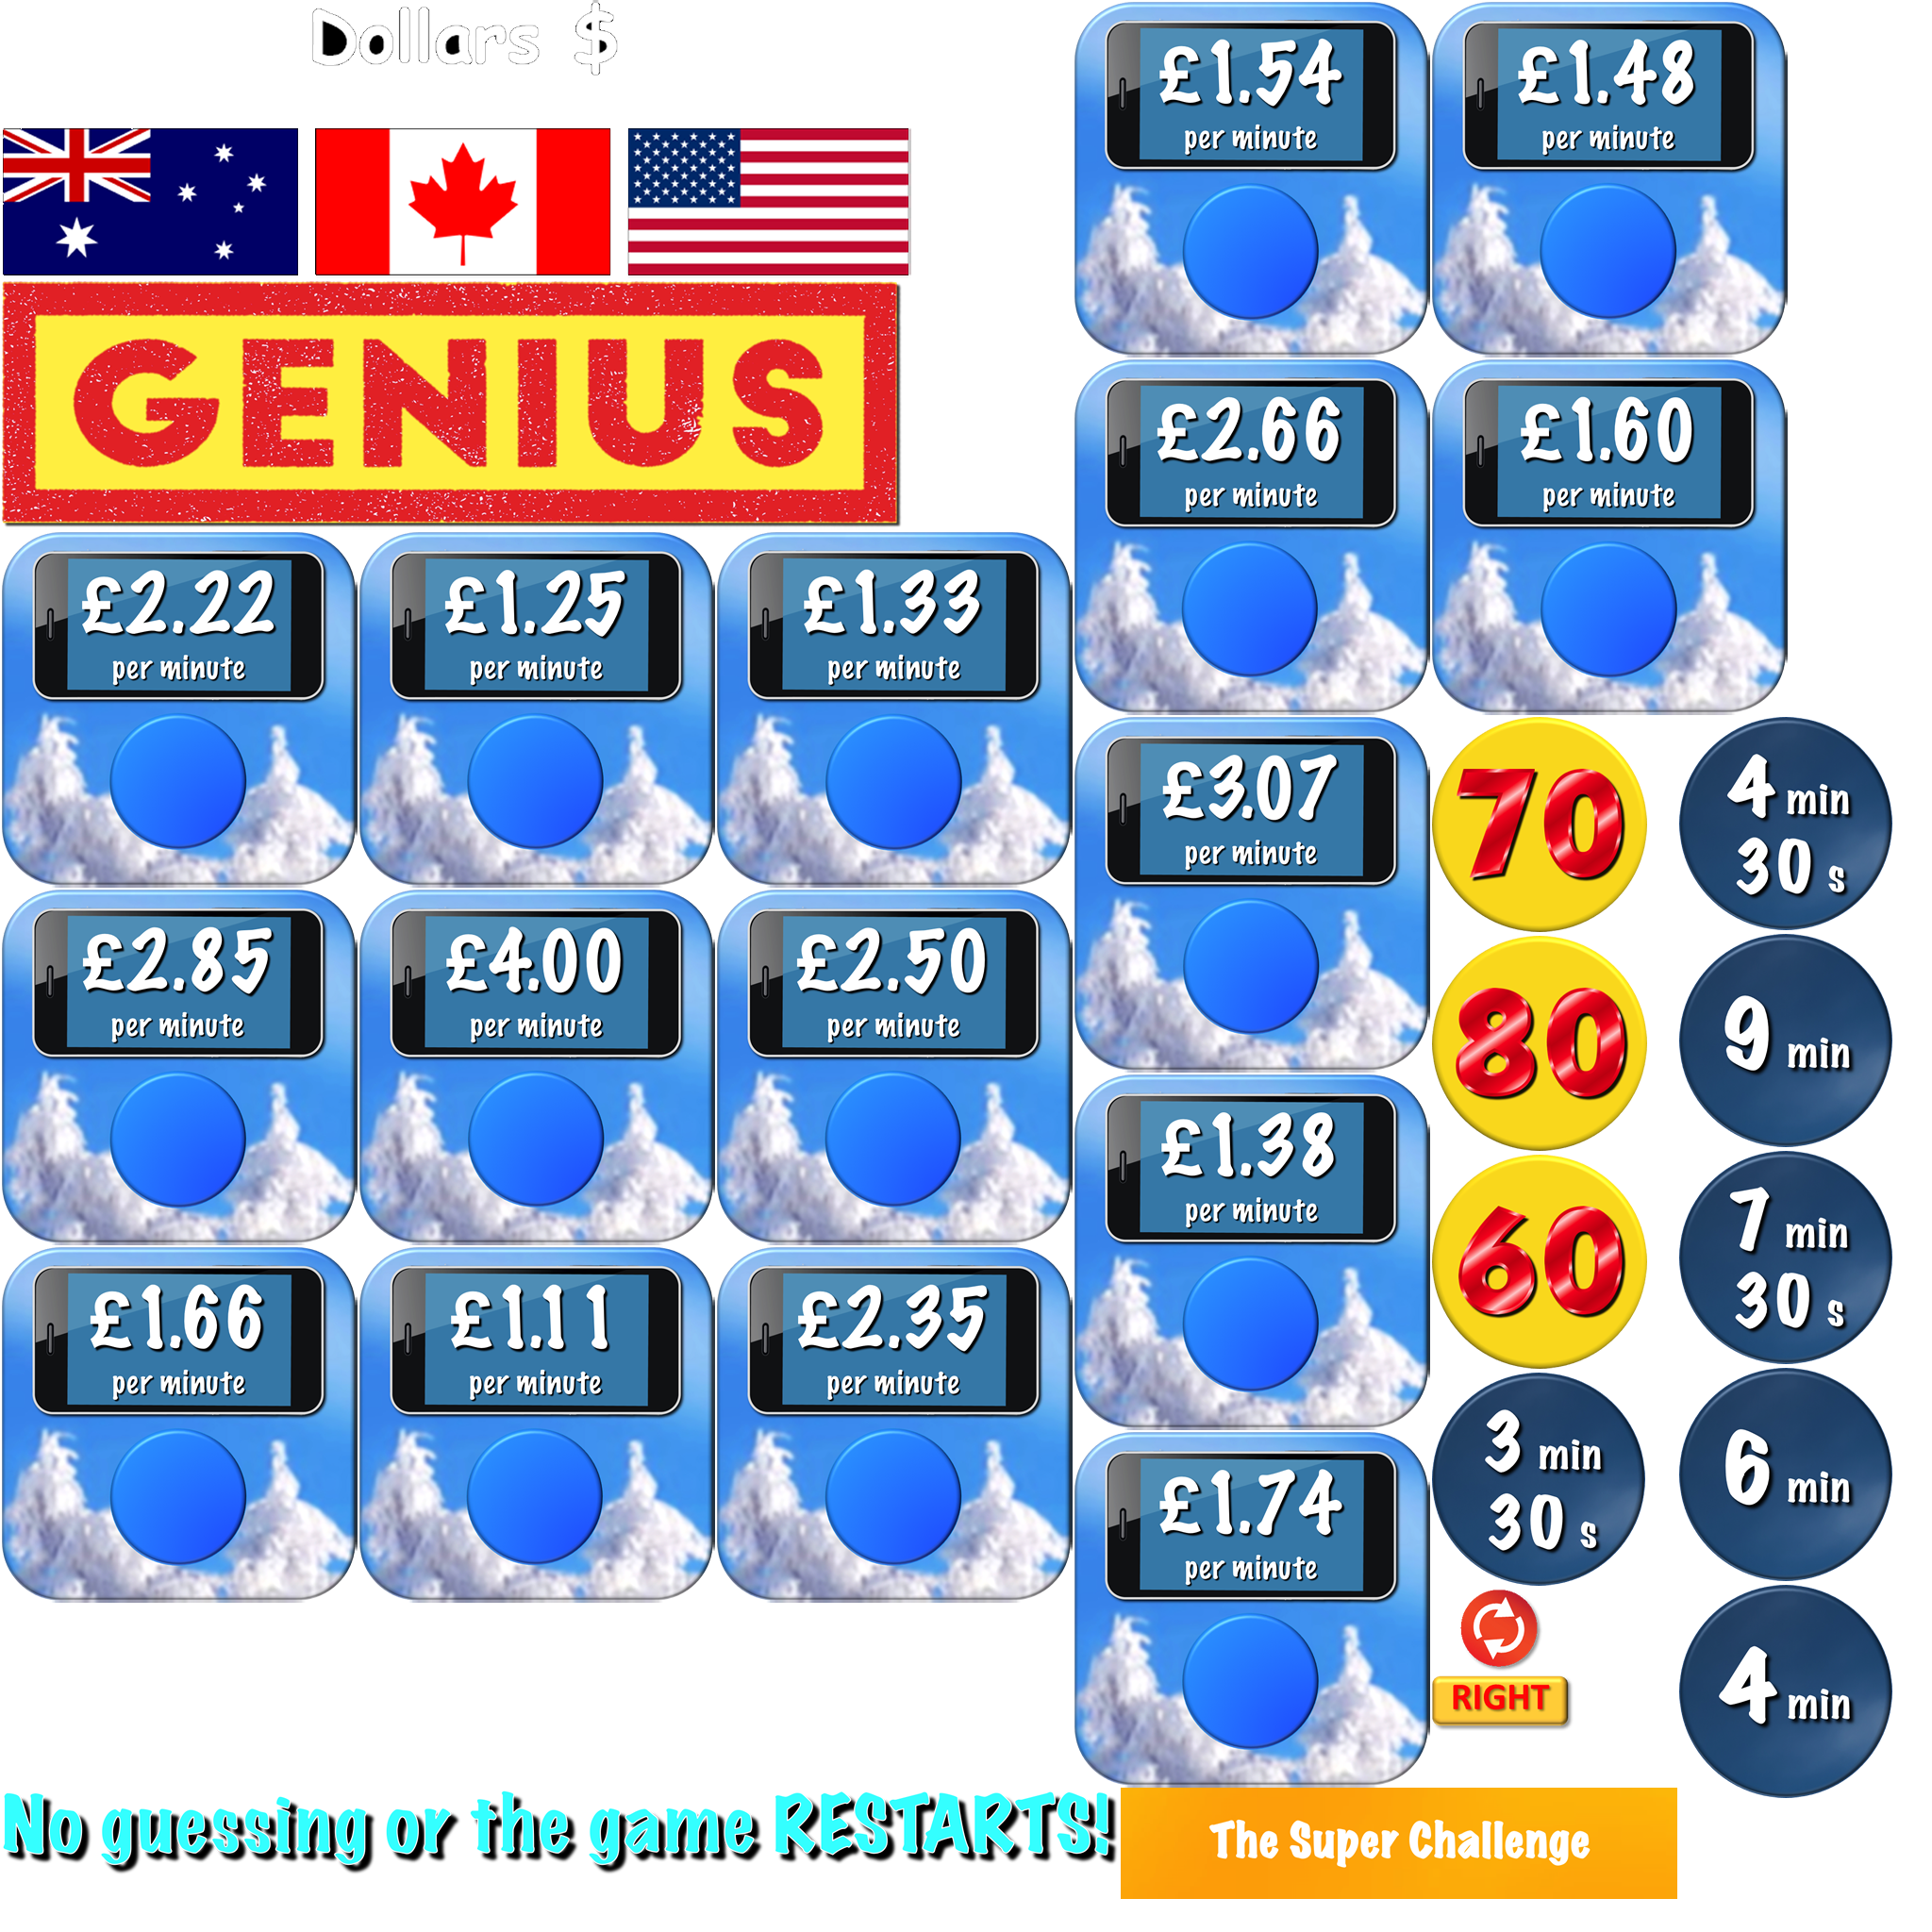 Dollars $
GENIUS
£2.22
per minute
£1.25
per minute
£1.33
per minute
£2.85
per minute
£4.00
per minute
£2.50
per minute
£1.66
per minute
£1.11
per minute
£2.35
per minute
£1.54
per minute
£1.48
per minute
£2.66
per minute
£1.60
per minute
£3.07
per minute
£1.38
per minute
£1.74
per minute
70
80
60
3 min
30 s
RIGHT
4 min
30 s
9 min
7 min
30 s
6 min
4 min
No guessing or the game RESTARTS!
The Super Challenge